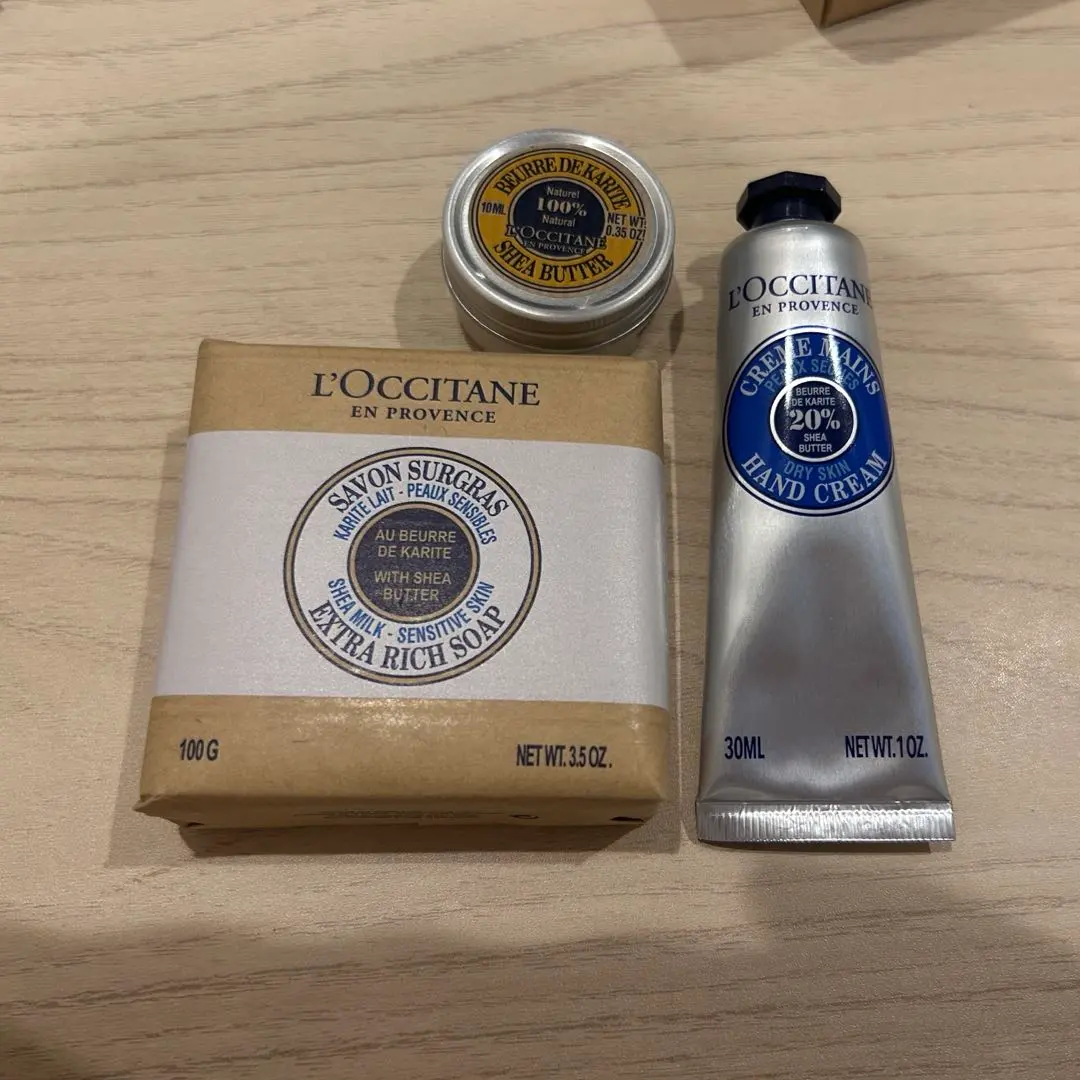 BEURRE DE KARITE
Naturel
100%
Natural
10ML
NET WT.
0.35 OZ
L'OCCITANE
EN PROVENCE
SHEA BUTTER
L'OCCITANE
EN PROVENCE
CREME MAINS
PEAUX SECHES
BEURRE
DE KARITE
20%
SHEA
BUTTER
DRY SKIN
HAND CREAM
30ML
NET WT. 1 OZ.
L'OCCITANE
EN PROVENCE
SAVON SURGRAS
KARITE LAIT - PEAUX SENSIBLES
AU BEURRE
DE KARITE
WITH SHEA
BUTTER
SHEA MILK - SENSITIVE SKIN
EXTRA RICH SOAP
100 G
NET WT. 3.5 OZ.